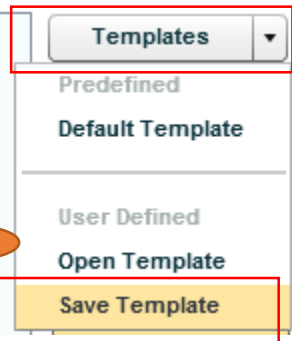 Templates
Predefined
Default Template
User Defined
Open Template
Save Template